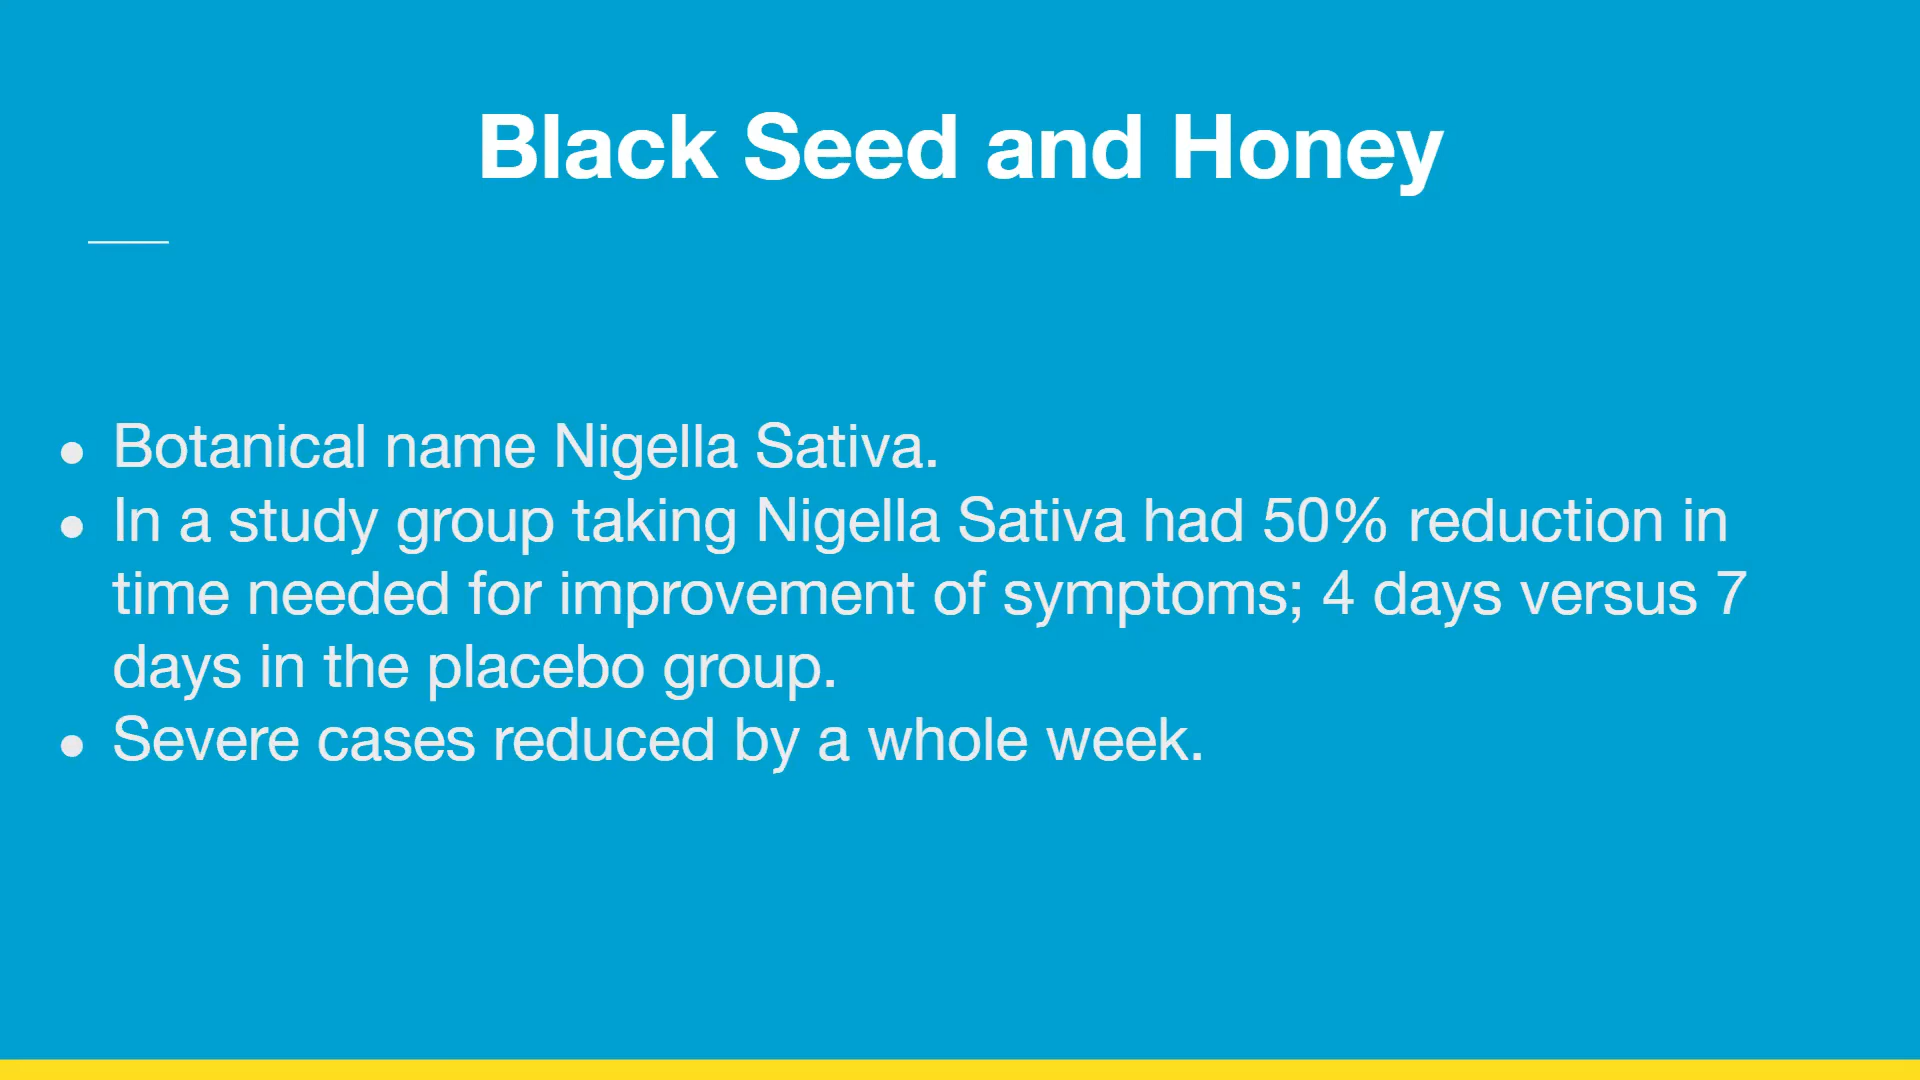 Black Seed and Honey
● Botanical name Nigella Sativa.
● In a study group taking Nigella Sativa had 50% reduction in
time needed for improvement of symptoms; 4 days versus 7
days in the placebo group.
● Severe cases reduced by a whole week.